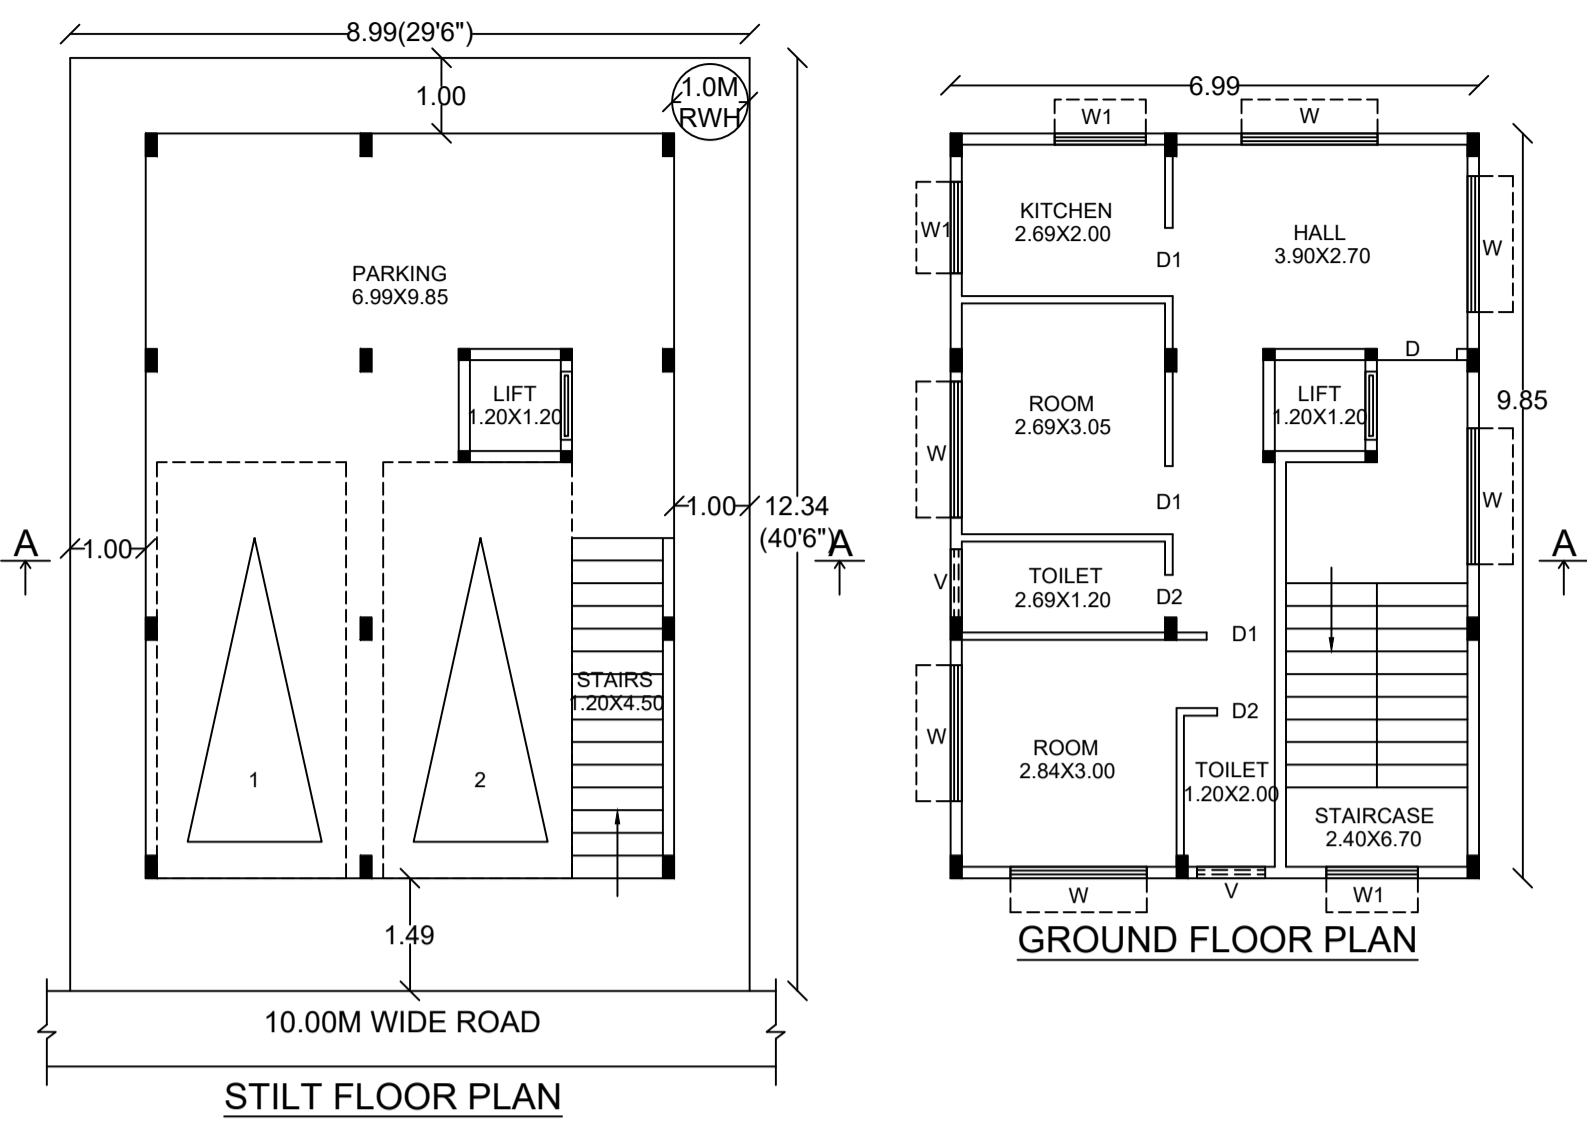 8.99(29'6")
1.00
1.0M
RWH
PARKING
6.99X9.85
LIFT
1.20X1.20
1.00
12.34
(40'6")
1.00
A
A
STAIRS
1.20X4.50
1
2
1.49
10.00M WIDE ROAD
STILT FLOOR PLAN
6.99
W1
W
KITCHEN
2.69X2.00
W1
HALL
3.90X2.70
W
D1
D
ROOM
2.69X3.05
LIFT
1.20X1.20
9.85
W
D1
W
A
V
TOILET
2.69X1.20
D2
D1
D2
W
ROOM
2.84X3.00
TOILET
1.20X2.00
STAIRCASE
2.40X6.70
W
V
W1
GROUND FLOOR PLAN